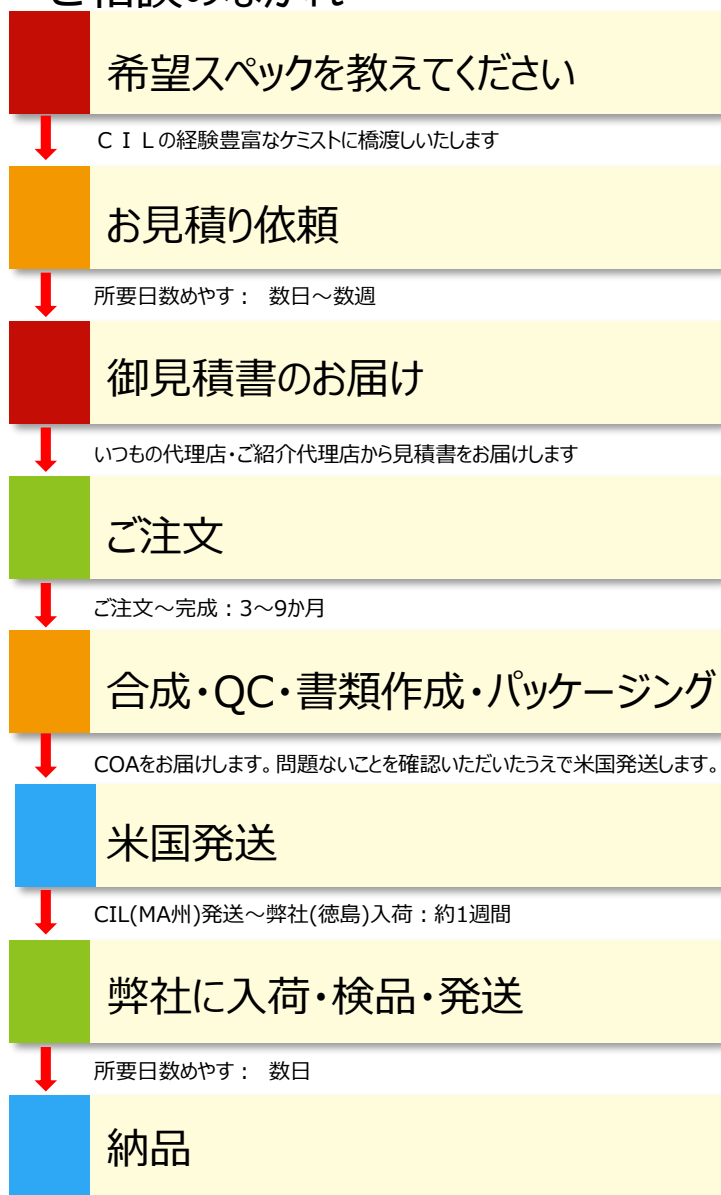 ご相談のながれ
希望スペックを教えてください
ＣＩＬの経験豊富なケミストに橋渡しいたします
お見積り依頼
所要日数めやす： 数日～数週
御見積書のお届け
いつもの代理店・ご紹介代理店から見積書をお届けします
ご注文
ご注文～完成：3～9か月
合成・QC・書類作成・パッケージング
COAをお届けします。問題ないことを確認いただいたうえで米国発送します。
米国発送
CIL(MA州)発送～弊社(徳島)入荷：約1週間
弊社に入荷・検品・発送
所要日数めやす： 数日
納品